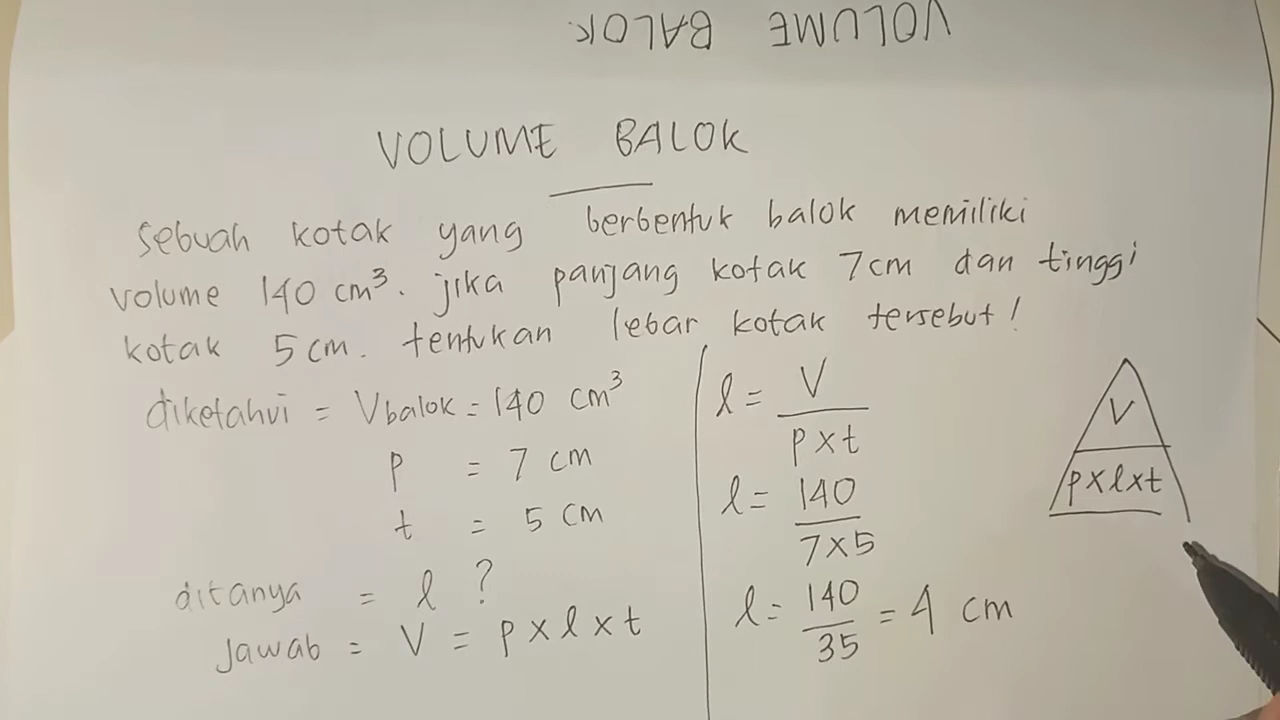 VOLUME BALOK
VOLUME BALOK
sebuah kotak yang berbentuk balok memiliki
volume 140 cm³. jika panjang kotak 7cm dan tinggi
kotak 5 cm. tentukan lebar kotak tersebut!
diketahui = Vbalok = 140 cm³
p = 7 cm
t = 5 cm
ditanya = l ?
jawab = V = p x l x t
l = V / p x t
l = 140 / 7 x 5
l = 140 / 35 = 4 cm
V
p x l x t